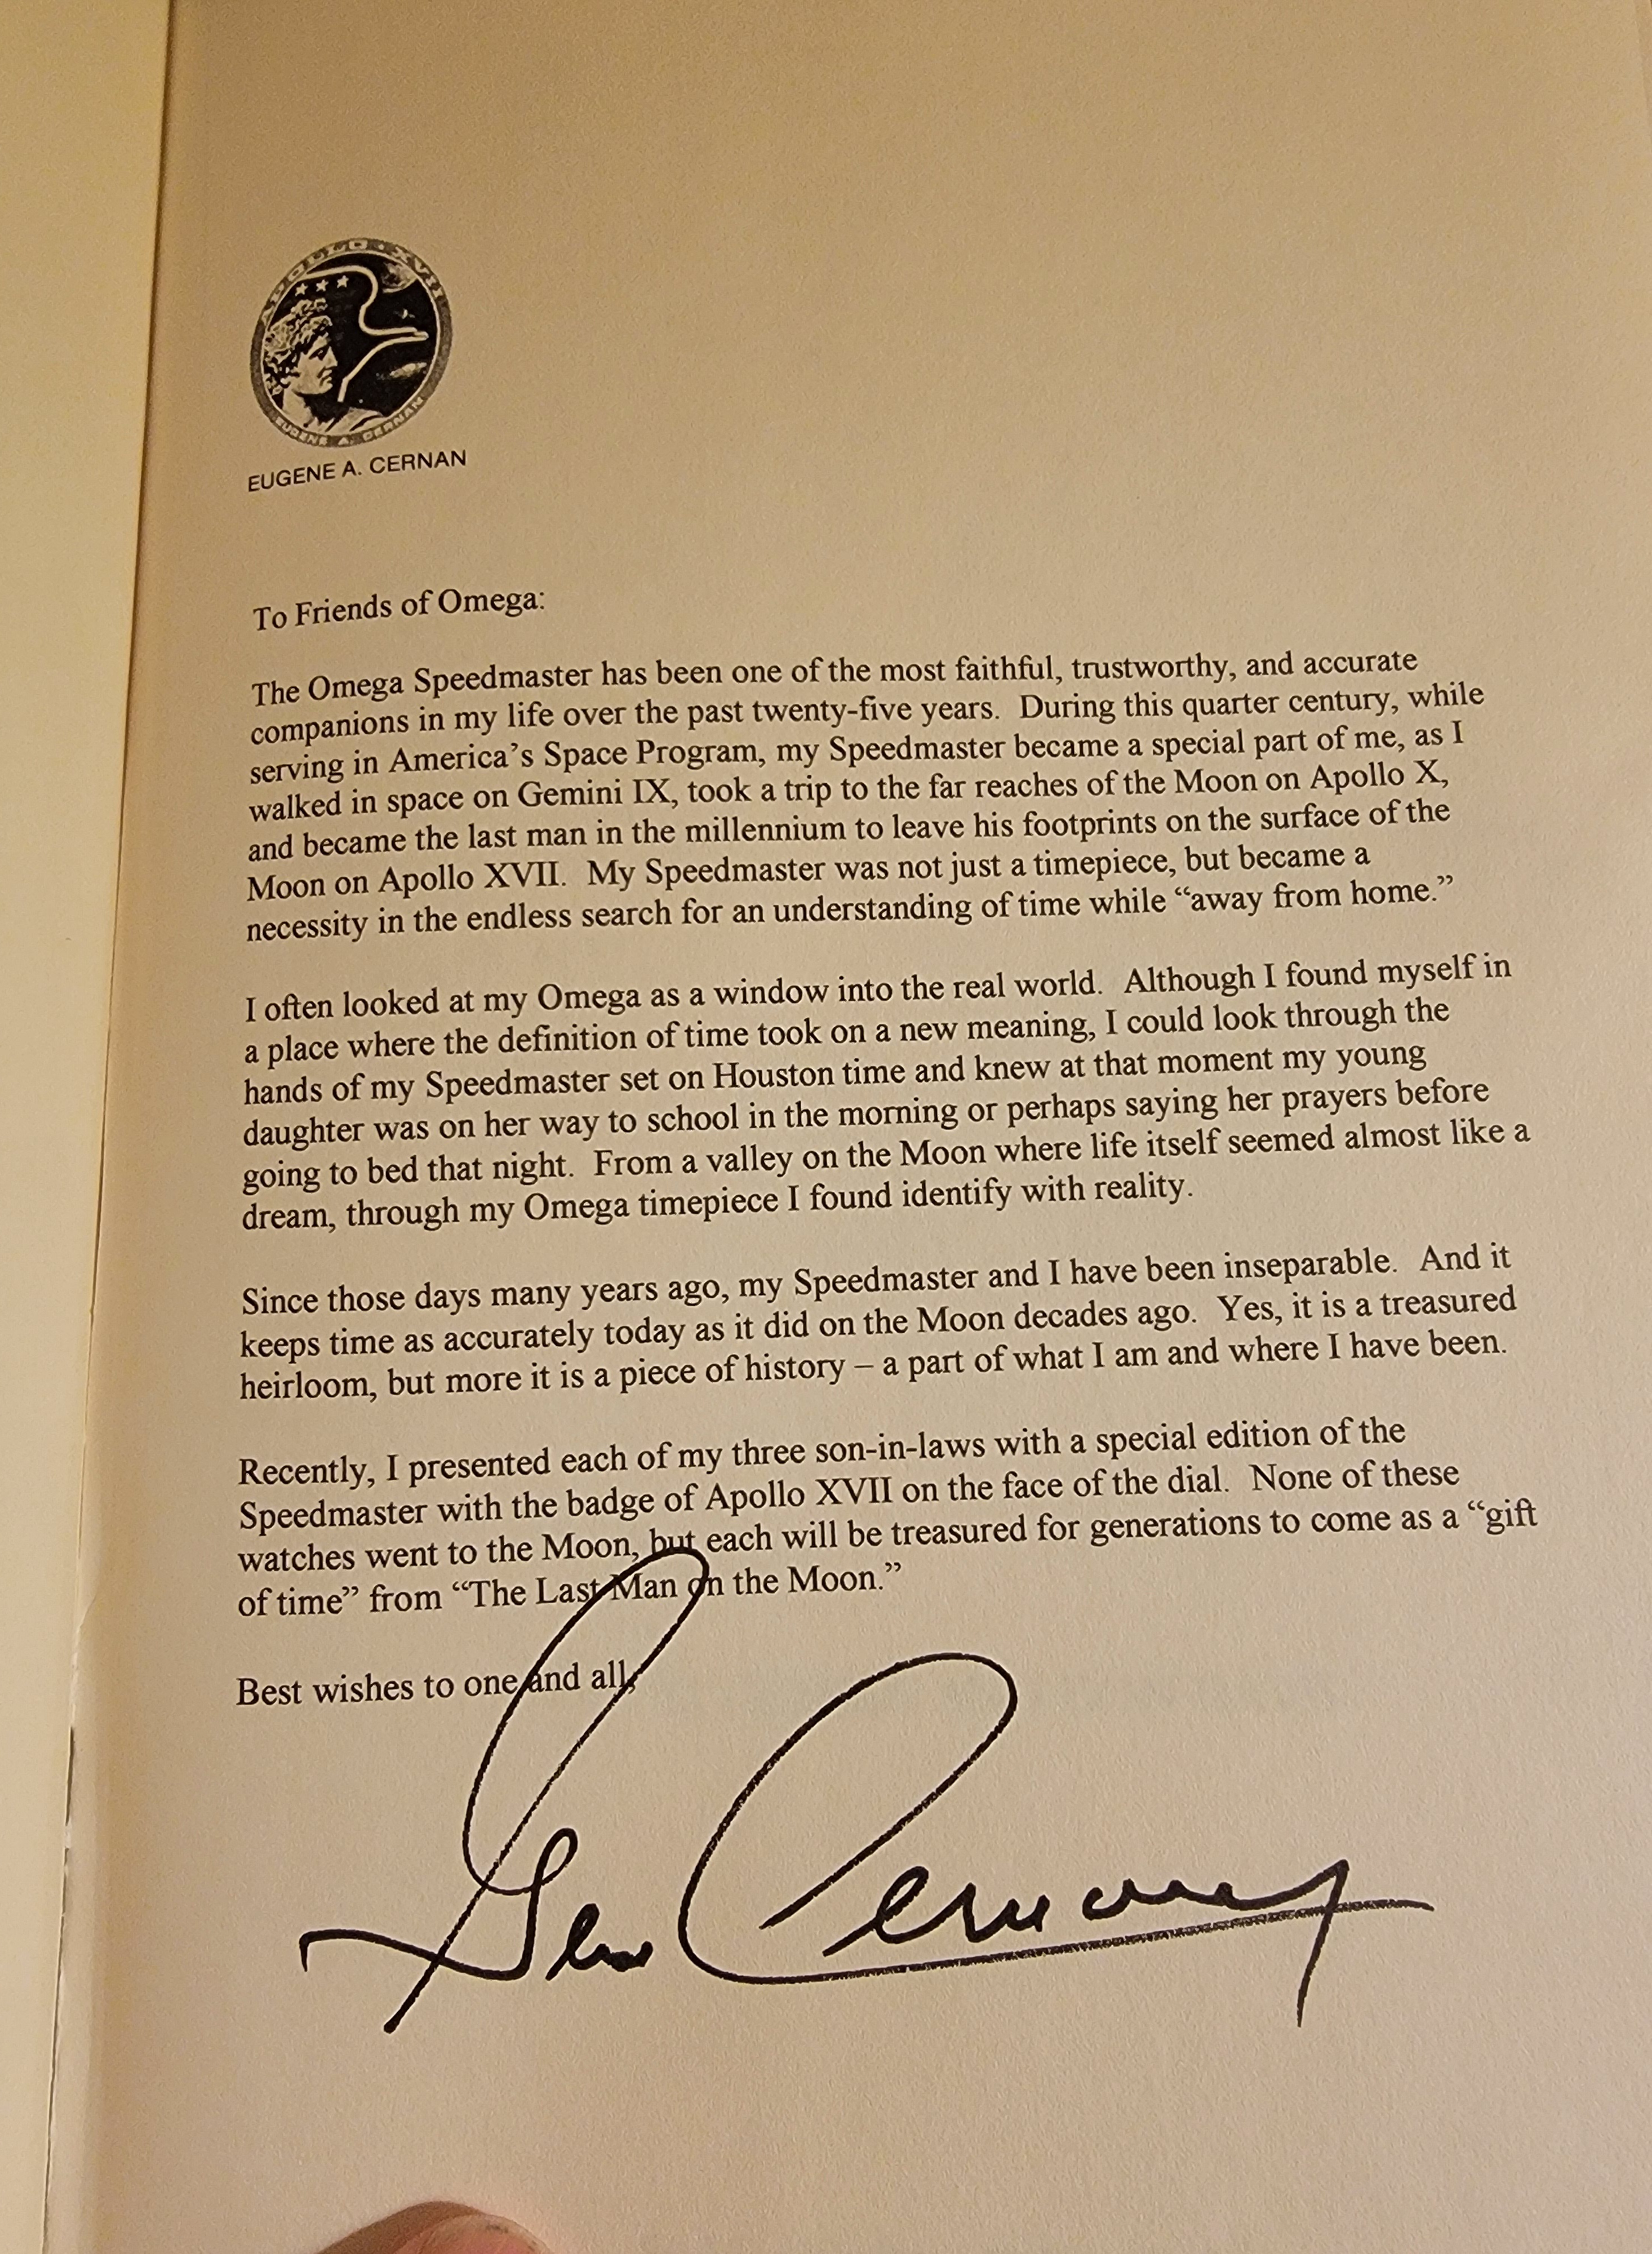 APOLLO · XVII
EUGENE A. CERNAN
EUGENE A. CERNAN
To Friends of Omega:
The Omega Speedmaster has been one of the most faithful, trustworthy, and accurate
companions in my life over the past twenty-five years. During this quarter century, while
serving in America’s Space Program, my Speedmaster became a special part of me, as I
walked in space on Gemini IX, took a trip to the far reaches of the Moon on Apollo X,
and became the last man in the millennium to leave his footprints on the surface of the
Moon on Apollo XVII. My Speedmaster was not just a timepiece, but became a
necessity in the endless search for an understanding of time while “away from home.”
I often looked at my Omega as a window into the real world. Although I found myself in
a place where the definition of time took on a new meaning, I could look through the
hands of my Speedmaster set on Houston time and knew at that moment my young
daughter was on her way to school in the morning or perhaps saying her prayers before
going to bed that night. From a valley on the Moon where life itself seemed almost like a
dream, through my Omega timepiece I found identify with reality.
Since those days many years ago, my Speedmaster and I have been inseparable. And it
keeps time as accurately today as it did on the Moon decades ago. Yes, it is a treasured
heirloom, but more it is a piece of history – a part of what I am and where I have been.
Recently, I presented each of my three son-in-laws with a special edition of the
Speedmaster with the badge of Apollo XVII on the face of the dial. None of these
watches went to the Moon, but each will be treasured for generations to come as a “gift
of time” from “The Last Man on the Moon.”
Best wishes to one and all,
Gene Cernan